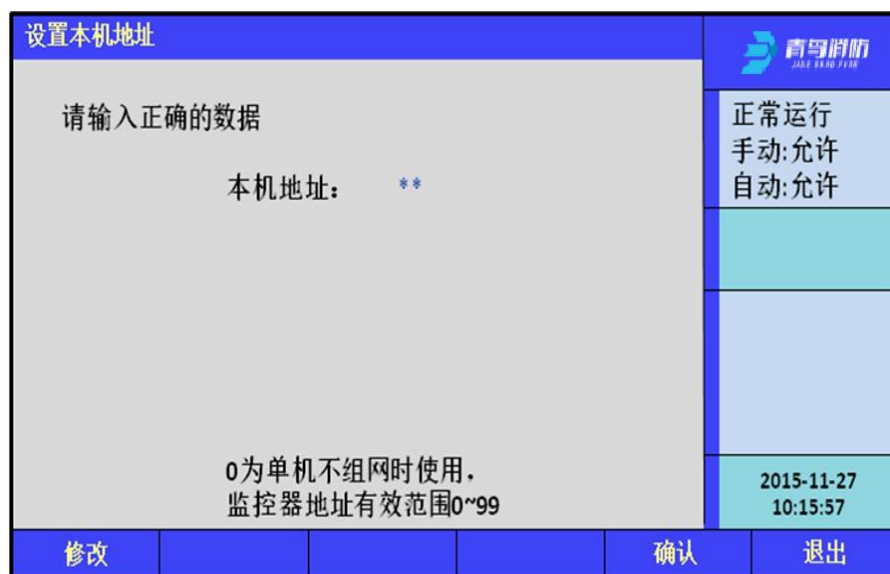 设置本机地址
青鸟消防
JADE BIRD FIRE
请输入正确的数据
本机地址: **
正常运行
手动:允许
自动:允许
0为单机不组网时使用,
监控器地址有效范围0~99
2015-11-27
10:15:57
修改 确认 退出